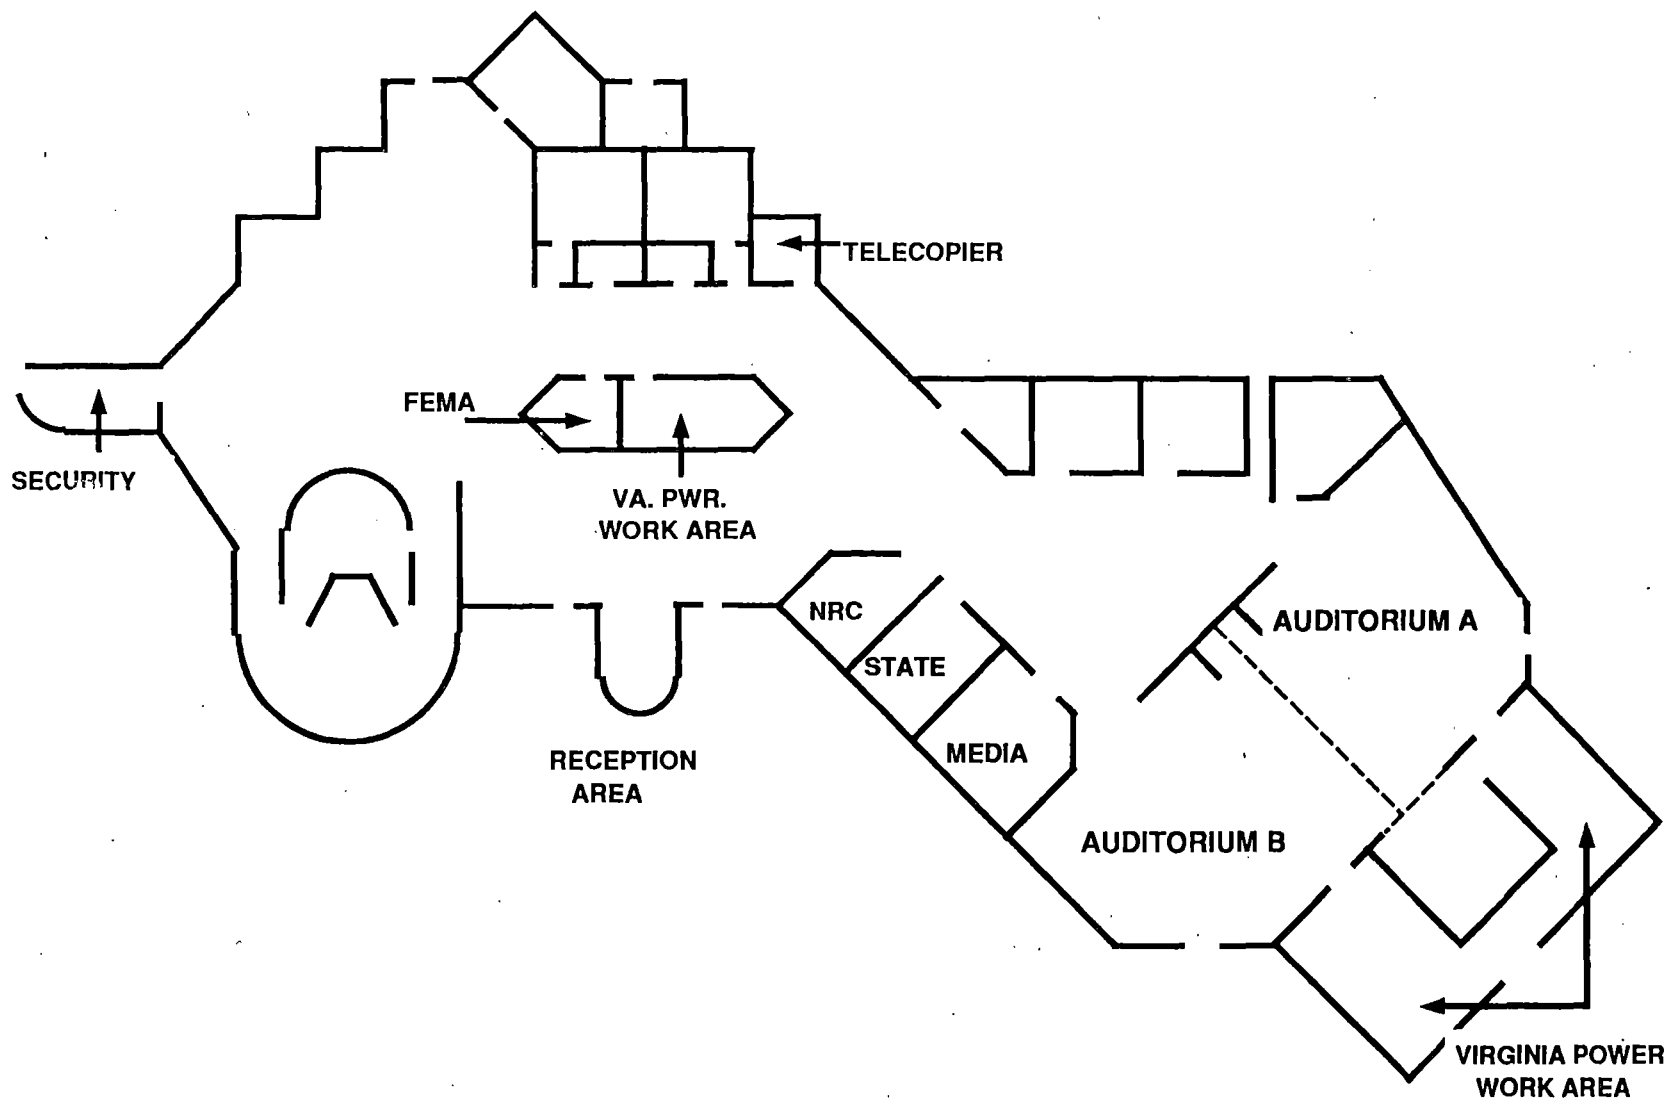 TELECOPIER
FEMA
SECURITY
VA. PWR.
WORK AREA
NRC
STATE
MEDIA
AUDITORIUM A
RECEPTION
AREA
AUDITORIUM B
VIRGINIA POWER
WORK AREA